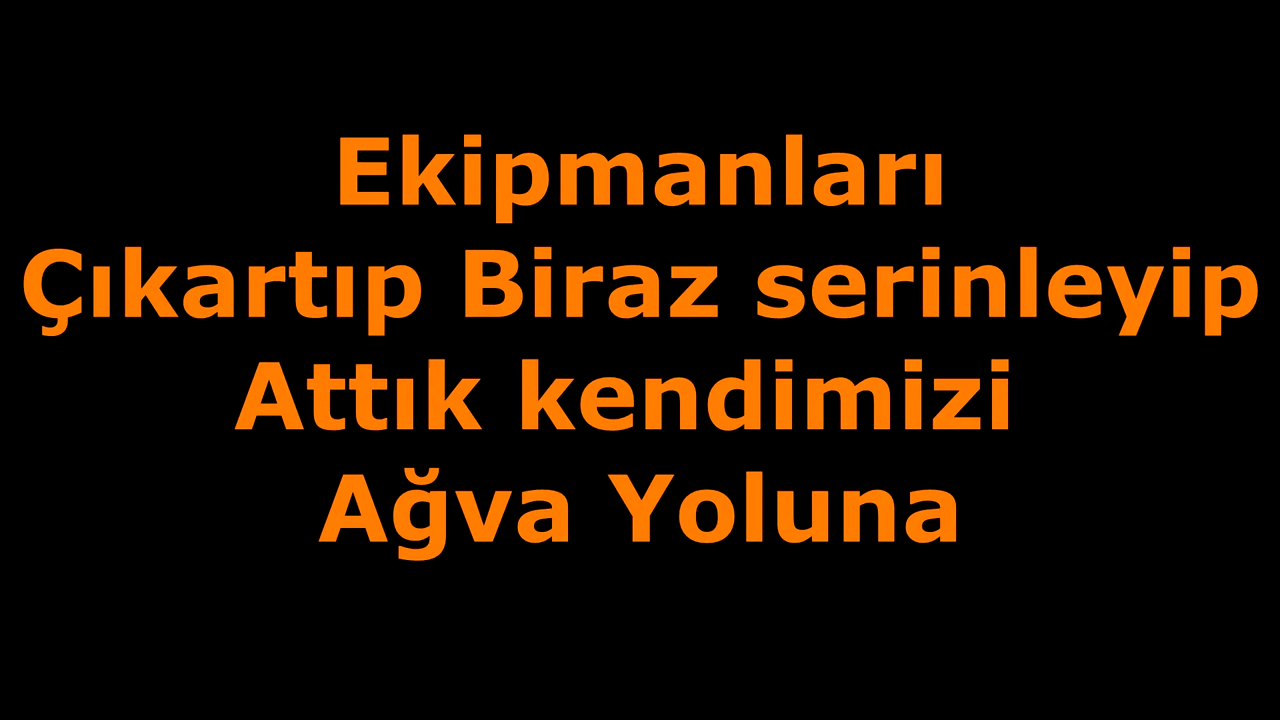 Ekipmanları
Çıkartıp Biraz serinleyip
Attık kendimizi
Ağva Yoluna